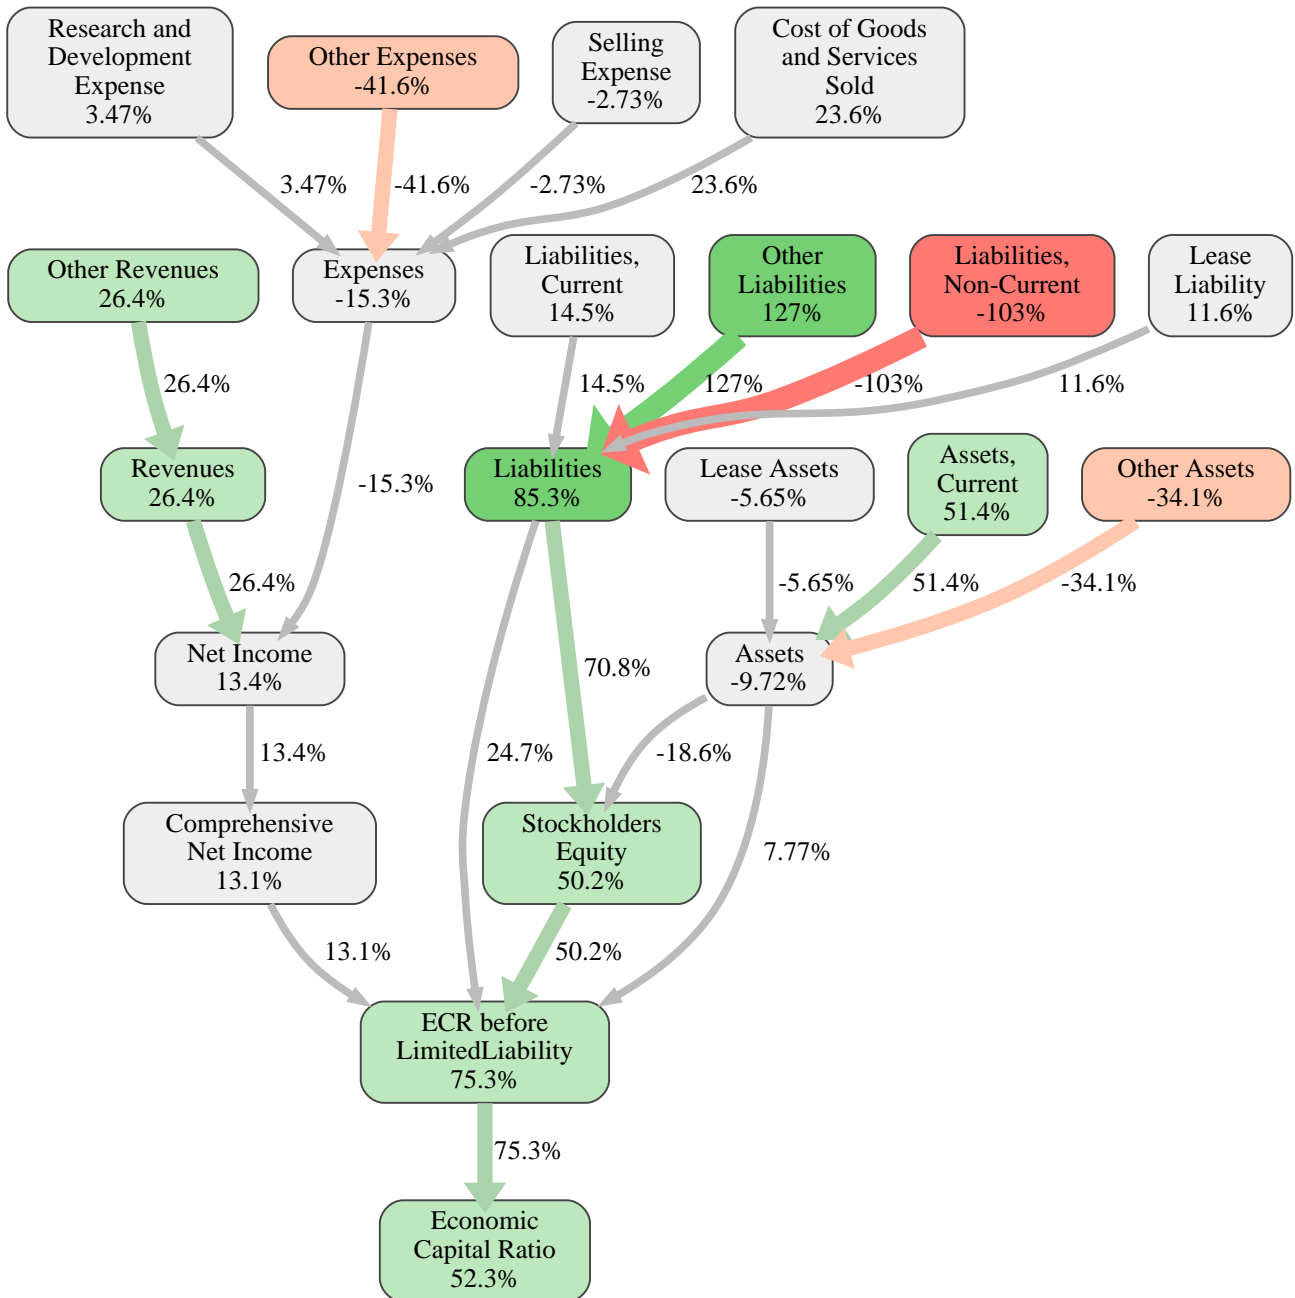 Research and
Development
Expense
3.47%
Other Expenses
-41.6%
Selling
Expense
-2.73%
Cost of Goods
and Services
Sold
23.6%
3.47%
-41.6%
-2.73%
23.6%
Other Revenues
26.4%
Expenses
-15.3%
Liabilities,
Current
14.5%
Other
Liabilities
127%
Liabilities,
Non-Current
-103%
Lease
Liability
11.6%
26.4%
14.5%
127%
-103%
11.6%
Revenues
26.4%
-15.3%
Liabilities
85.3%
Lease Assets
-5.65%
Assets,
Current
51.4%
Other Assets
-34.1%
26.4%
-5.65%
51.4%
-34.1%
Net Income
13.4%
70.8%
Assets
-9.72%
13.4%
24.7%
-18.6%
Comprehensive
Net Income
13.1%
Stockholders
Equity
50.2%
7.77%
13.1%
50.2%
ECR before
LimitedLiability
75.3%
75.3%
Economic
Capital Ratio
52.3%